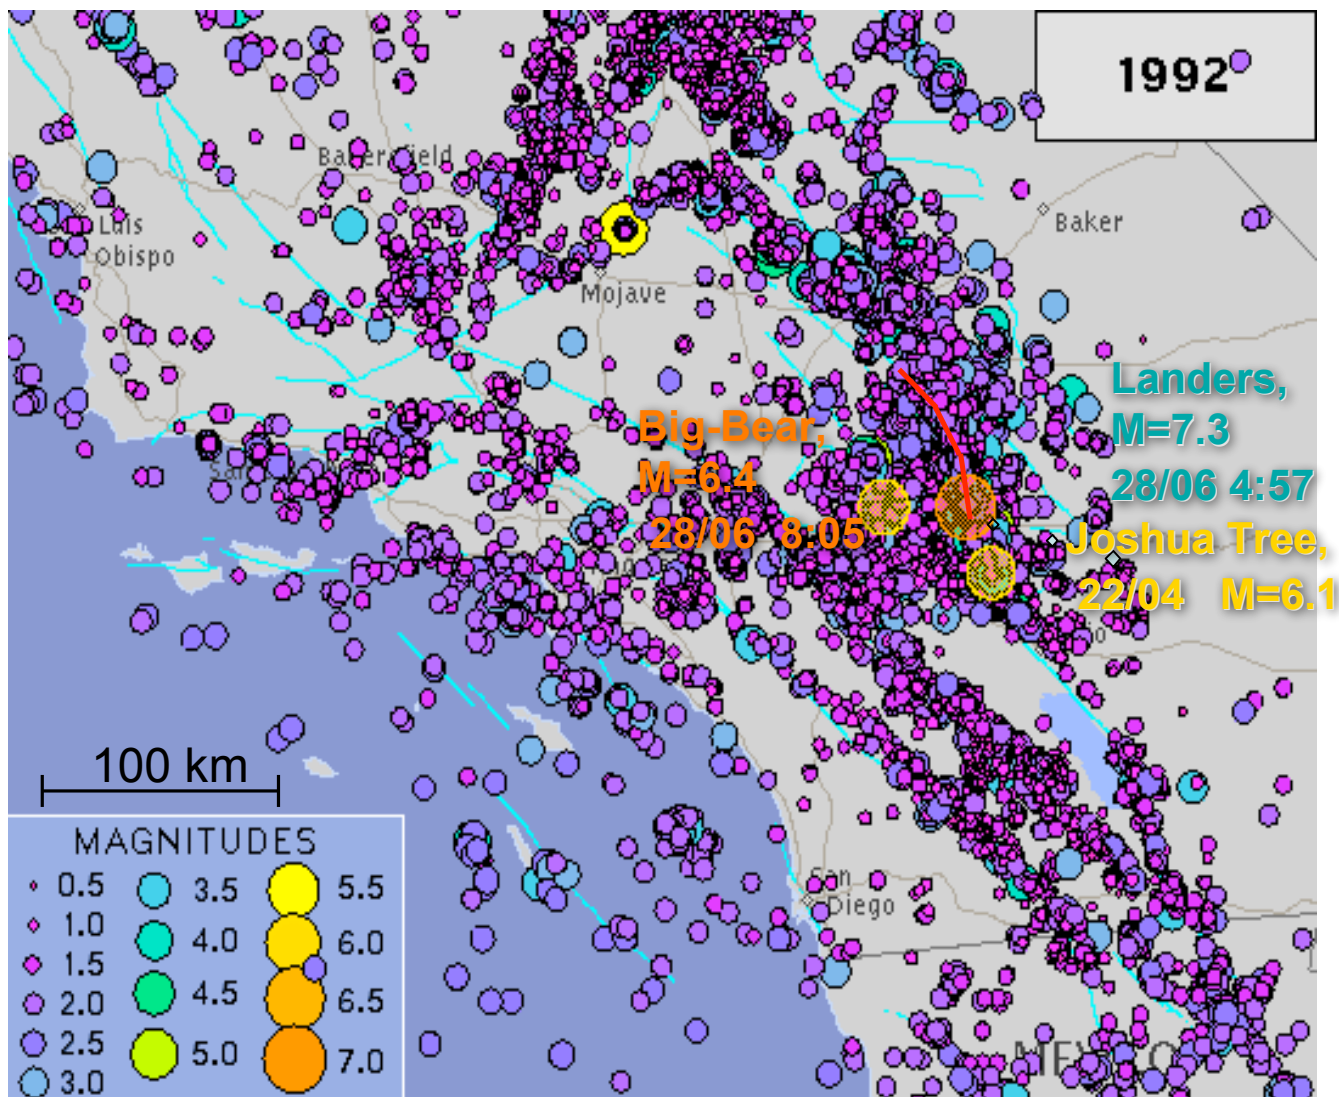 1992
Bakersfield
Luis
Obispo
Baker
Mojave
Landers,
M=7.3
28/06 4:57
Big-Bear,
M=6.4
28/06 8:05
Joshua Tree,
22/04 M=6.1
100 km
MAGNITUDES
0.5 3.5 5.5
1.0 4.0 6.0
1.5 4.5 6.5
2.0 5.0 7.0
2.5
3.0
San
Diego
MEXICO